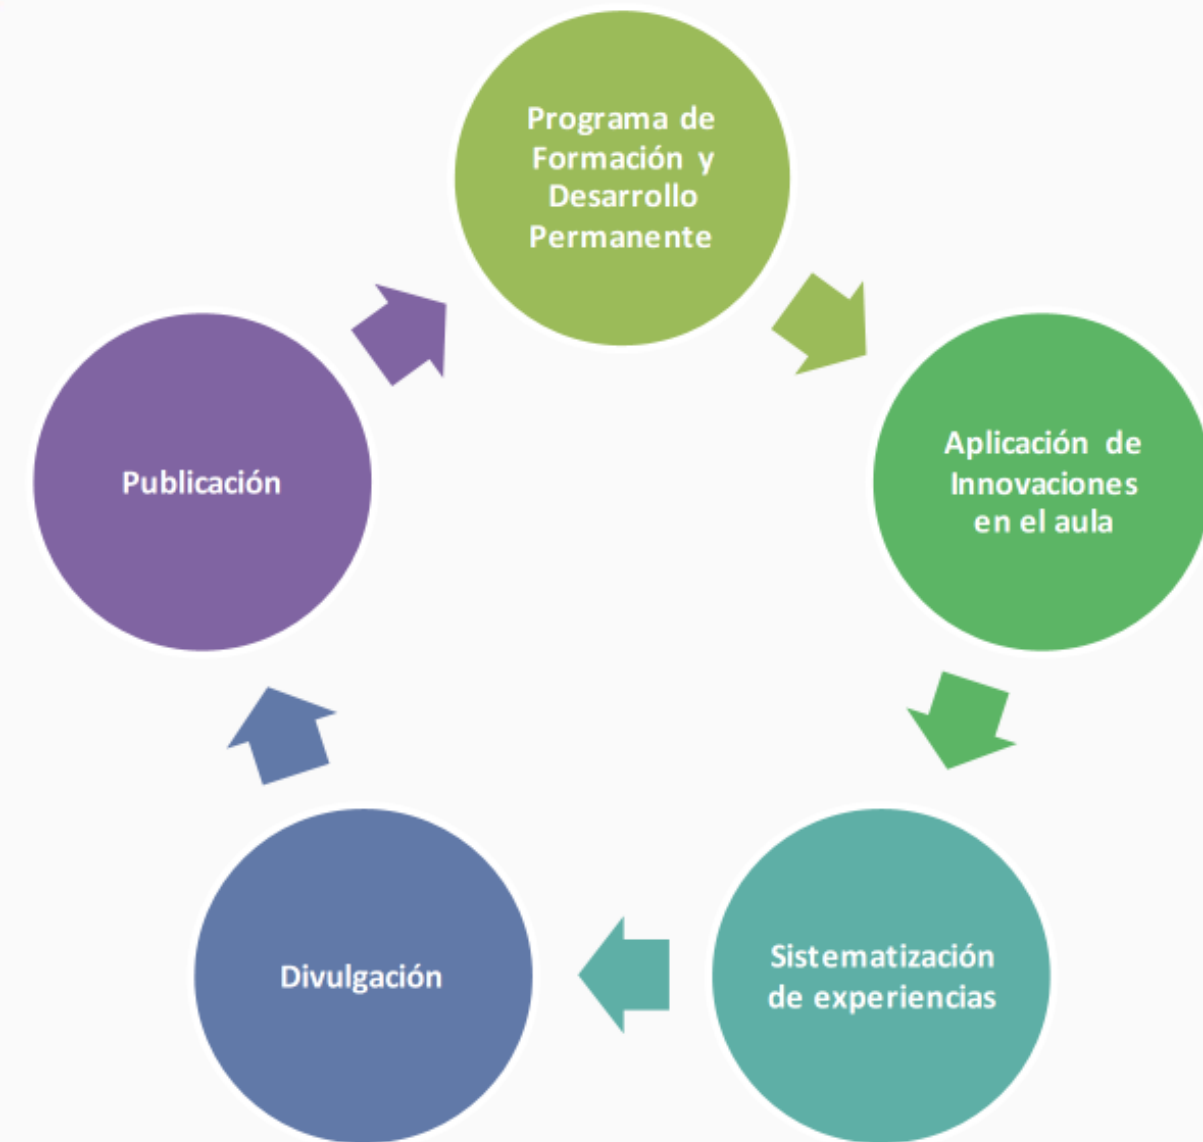 Programa de
Formación y
Desarrollo
Permanente
Aplicación de
Innovaciones
en el aula
Sistematización
de experiencias
Divulgación
Publicación